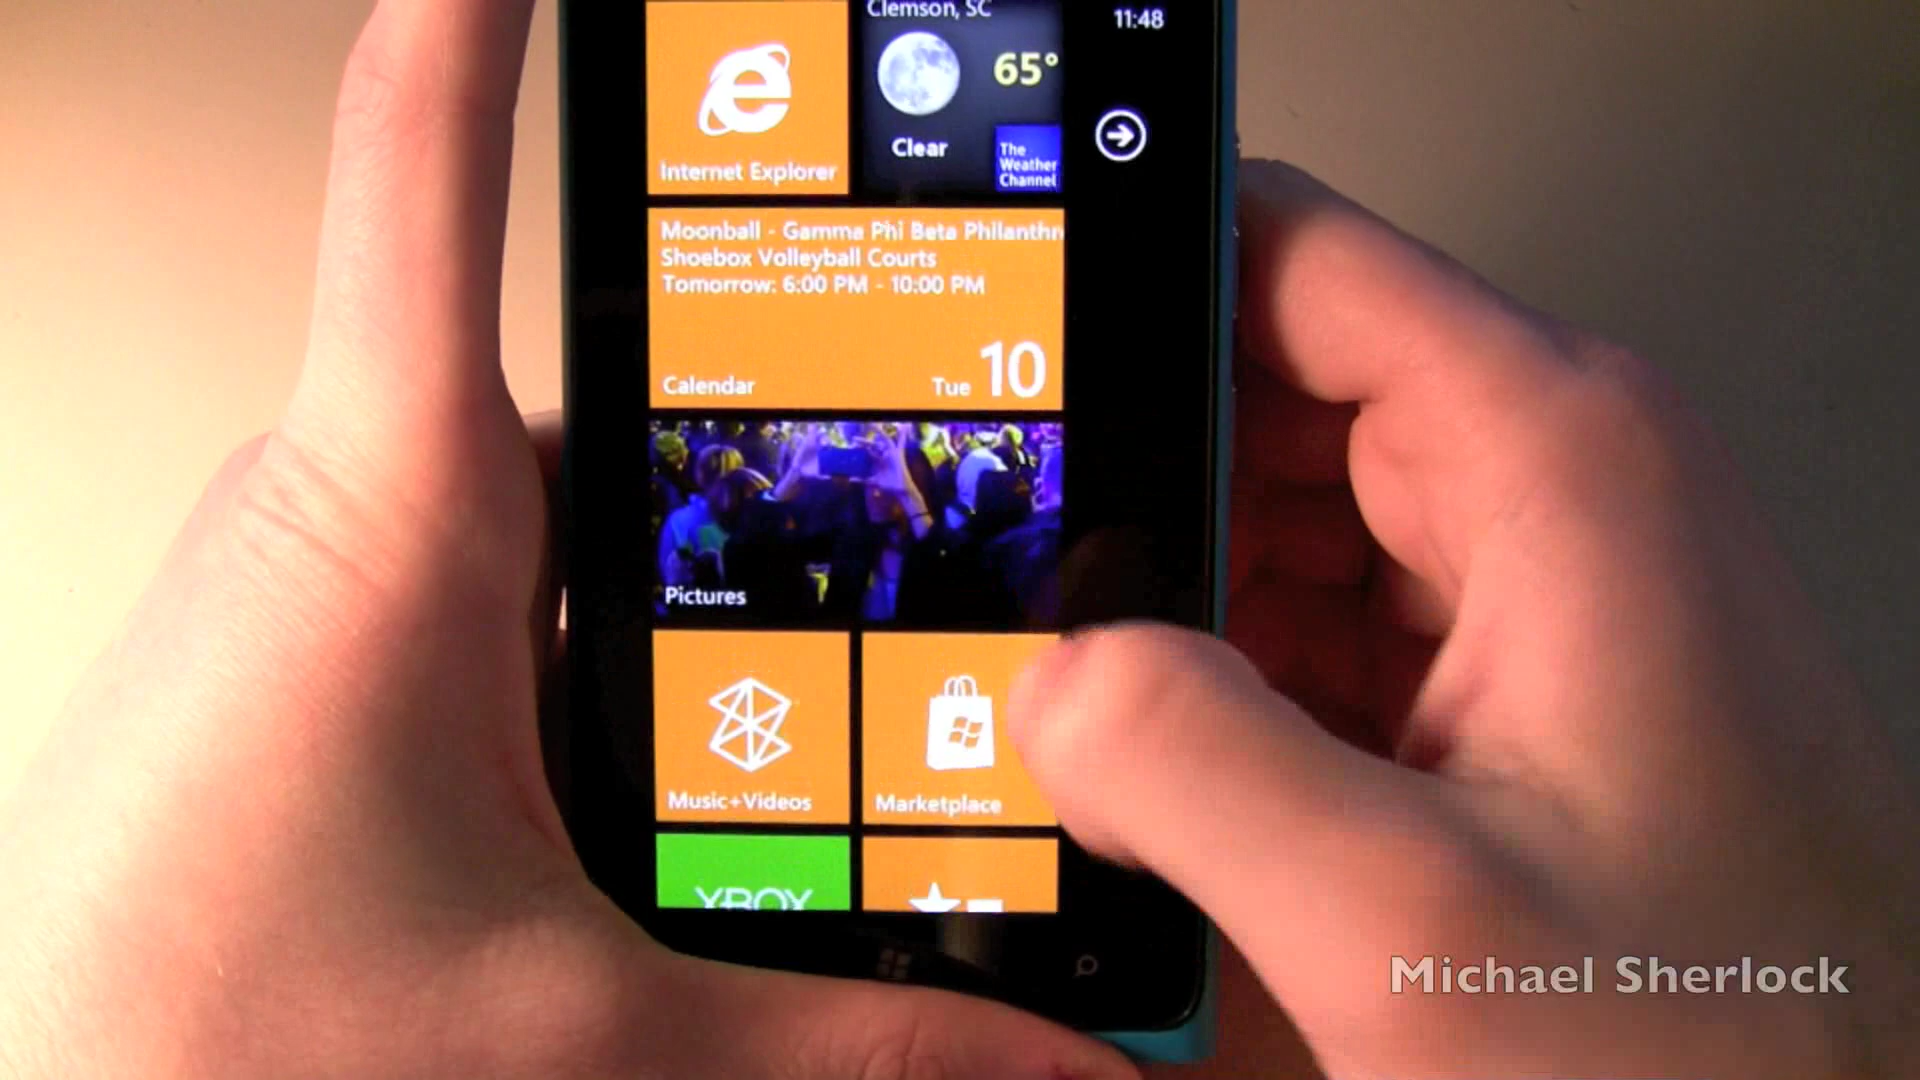 Clemson, SC
11:48
65°
Clear
The
Weather
Channel
Internet Explorer
Moonball - Gamma Phi Beta Philanthr
Shoebox Volleyball Courts
Tomorrow: 6:00 PM - 10:00 PM
Calendar
Tue 10
Pictures
Music+Videos
Marketplace
XBOX
Michael Sherlock